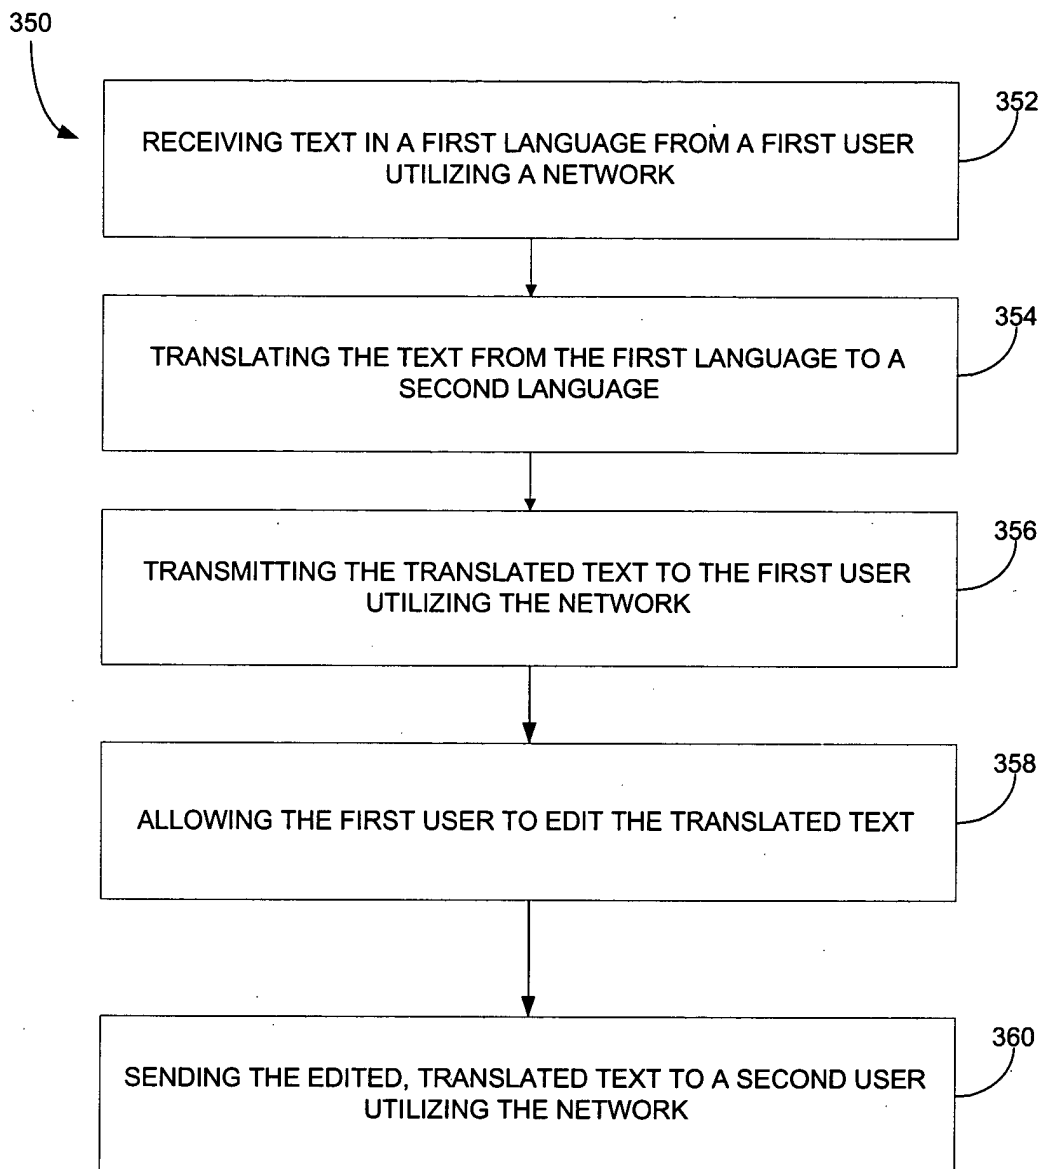 350
352
RECEIVING TEXT IN A FIRST LANGUAGE FROM A FIRST USER
UTILIZING A NETWORK
354
TRANSLATING THE TEXT FROM THE FIRST LANGUAGE TO A
SECOND LANGUAGE
356
TRANSMITTING THE TRANSLATED TEXT TO THE FIRST USER
UTILIZING THE NETWORK
358
ALLOWING THE FIRST USER TO EDIT THE TRANSLATED TEXT
360
SENDING THE EDITED, TRANSLATED TEXT TO A SECOND USER
UTILIZING THE NETWORK